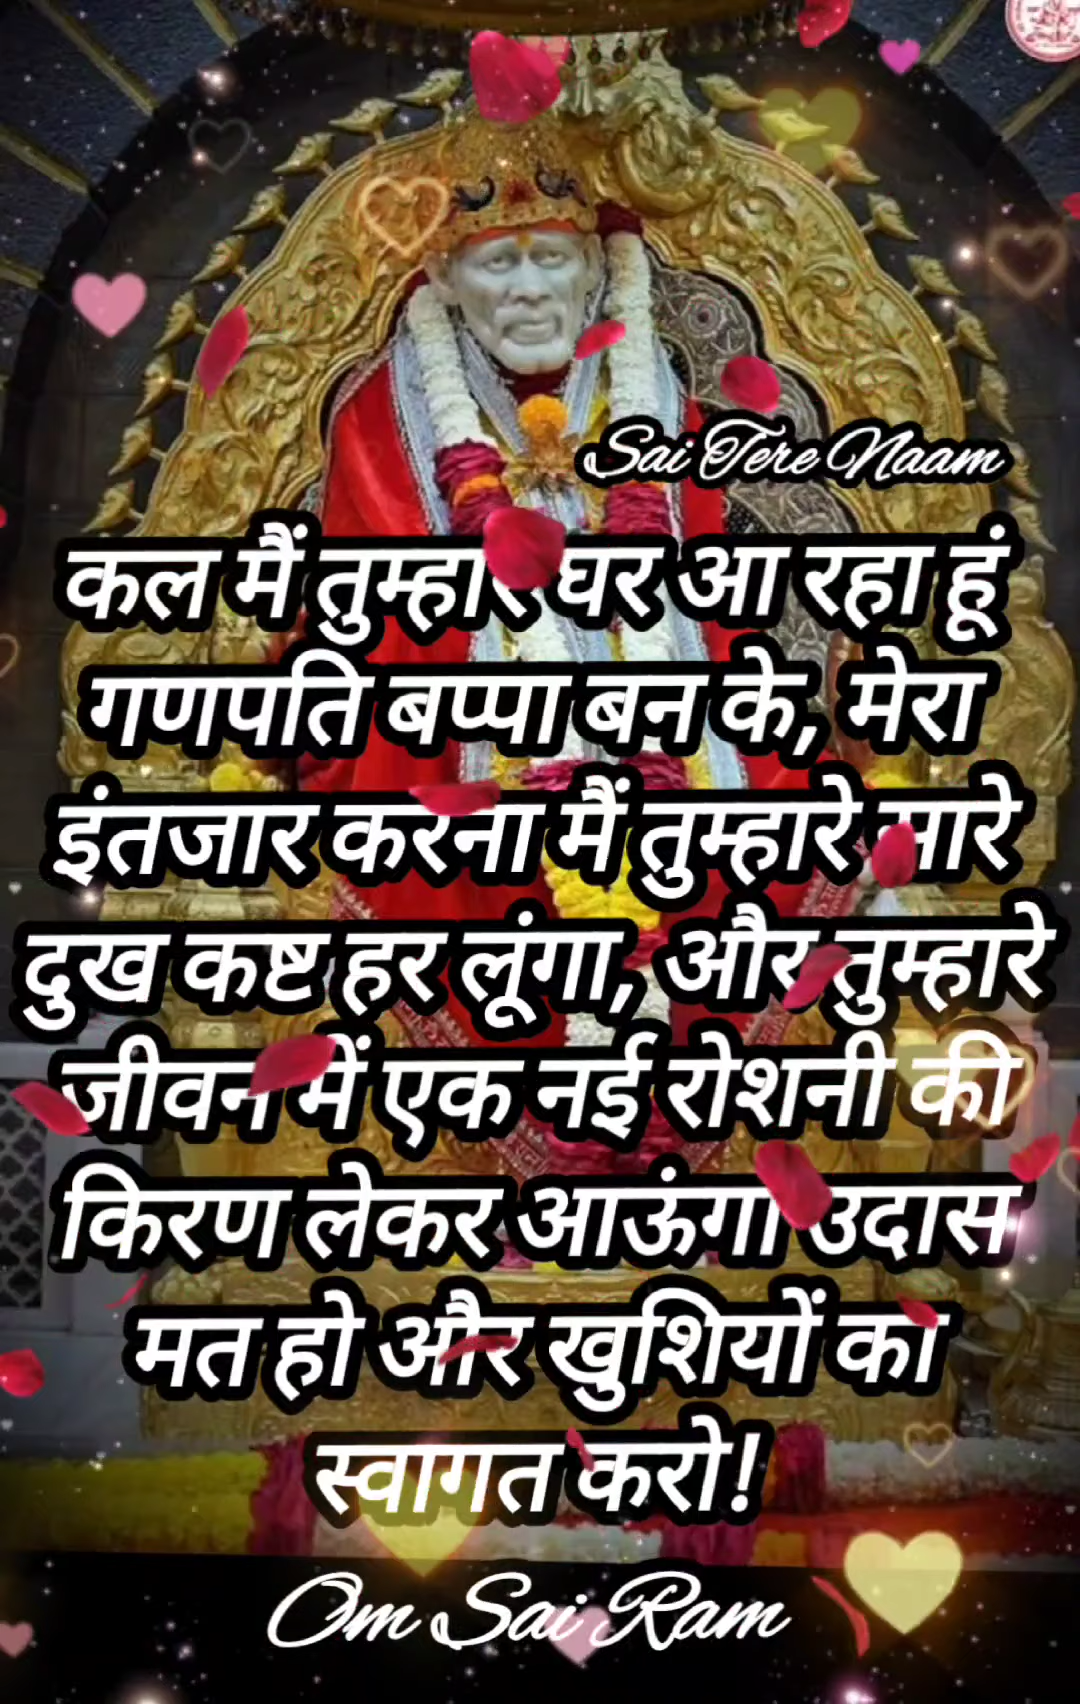 Sai Tere Naam
कल मैं तुम्हारे घर आ रहा हूं
गणपति बप्पा बन के, मेरा
इंतजार करना मैं तुम्हारे सारे
दुख कष्ट हर लूंगा, और तुम्हारे
जीवन में एक नई रोशनी की
किरण लेकर आऊंगा उदास
मत हो और खुशियों का
स्वागत करो!
Om Sai Ram